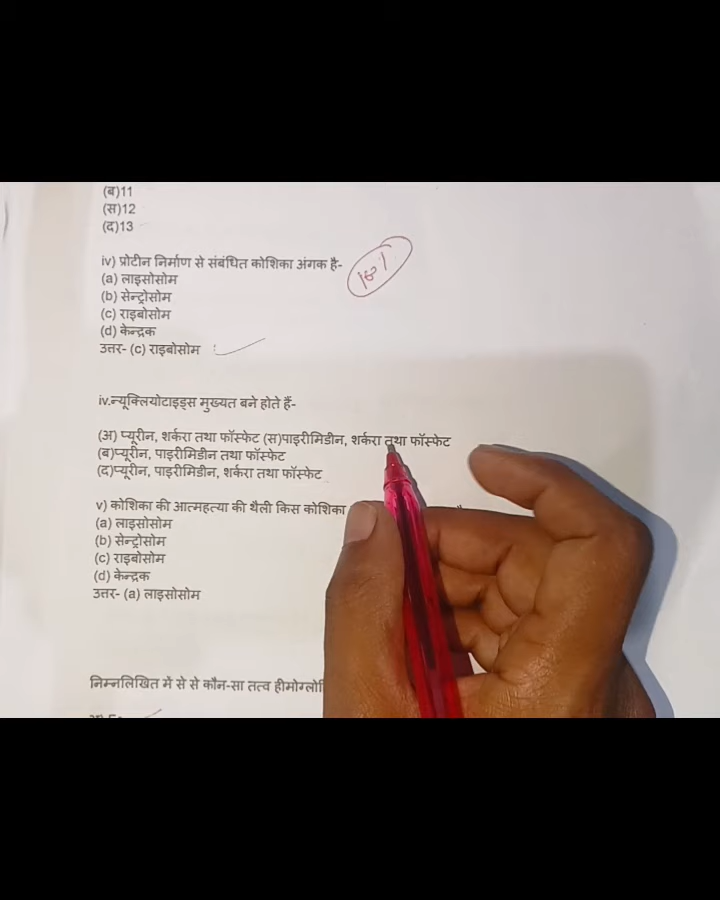 (ब)11
(स)12
(द)13
iv) प्रोटीन निर्माण से संबंधित कोशिका अंगक है-
(a) लाइसोसोम
(b) सेन्ट्रोसोम
(c) राइबोसोम
(d) केन्द्रक
उत्तर- (c) राइबोसोम
iv.न्यूक्लियोटाइड्स मुख्यत बने होते हैं-
(अ) प्यूरीन, शर्करा तथा फॉस्फेट (स)पाइरीमिडीन, शर्करा तथा फॉस्फेट
(ब)प्यूरीन, पाइरीमिडीन तथा फॉस्फेट
(द)प्यूरीन, पाइरीमिडीन, शर्करा तथा फॉस्फेट
v) कोशिका की आत्महत्या की थैली किस कोशिका
(a) लाइसोसोम
(b) सेन्ट्रोसोम
(c) राइबोसोम
(d) केन्द्रक
उत्तर- (a) लाइसोसोम
निम्नलिखित में से से कौन-सा तत्व